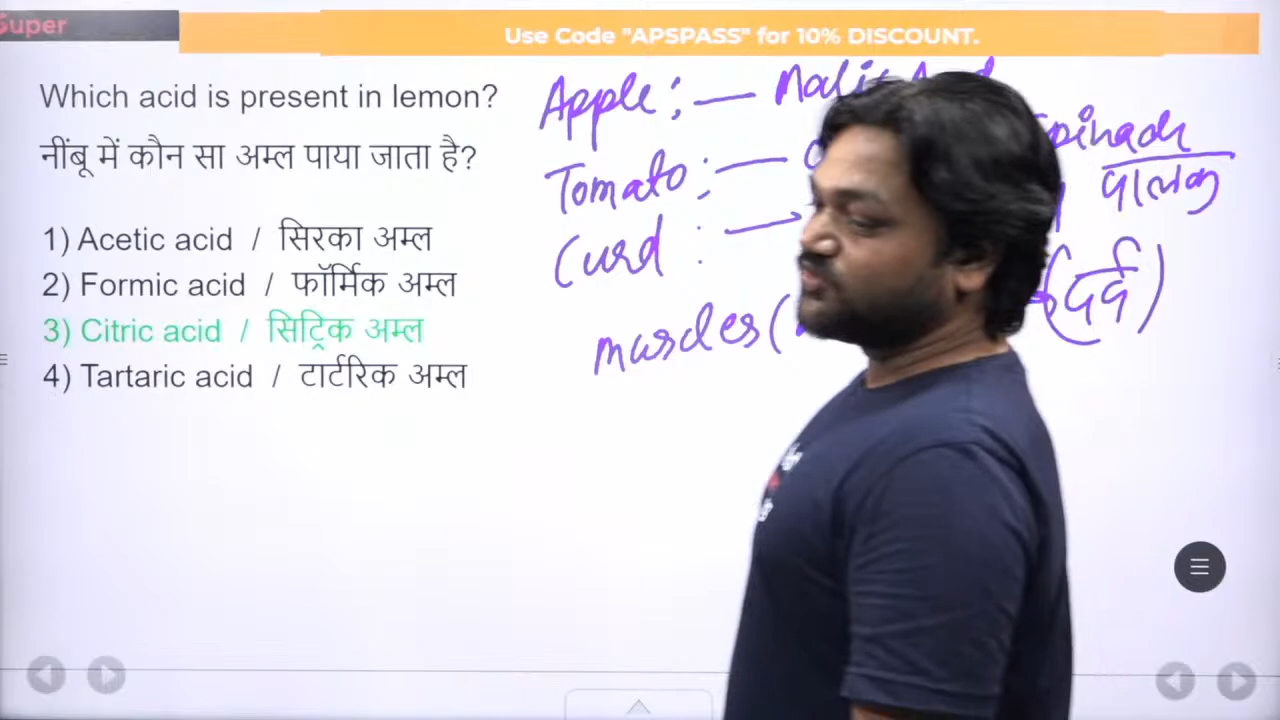 Super
Use Code "APSPASS" for 10% DISCOUNT.
Which acid is present in lemon?
नींबू में कौन सा अम्ल पाया जाता है?
1) Acetic acid / सिरका अम्ल
2) Formic acid / फॉर्मिक अम्ल
3) Citric acid / सिट्रिक अम्ल
4) Tartaric acid / टार्टरिक अम्ल
Apple : — Malic Acid
Tomato : —
Spinach
पालक
Curd : →
muscles (
(दर्द)